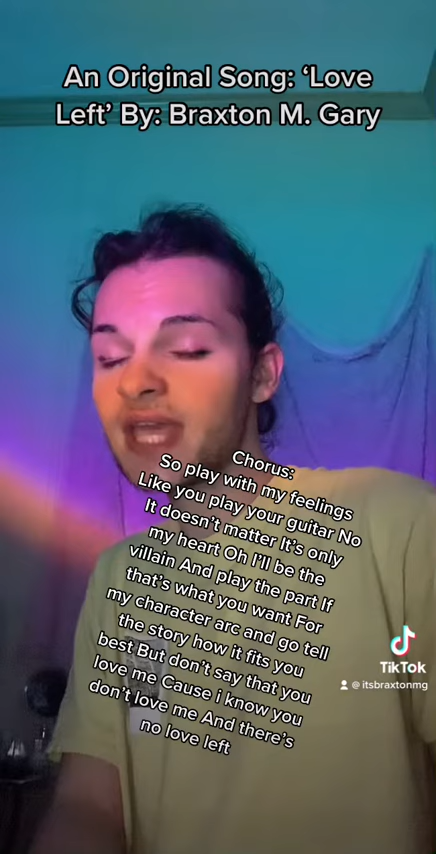 An Original Song: ‘Love
Left’ By: Braxton M. Gary
Chorus:
So play with my feelings
Like you play your guitar No
It doesn’t matter It’s only
my heart Oh I’ll be the
villain And play the part If
that’s what you want For
my character arc and go tell
the story how it fits you
best But don’t say that you
love me Cause i know you
don’t love me And there’s
no love left
TikTok
@itsbraxtonmg